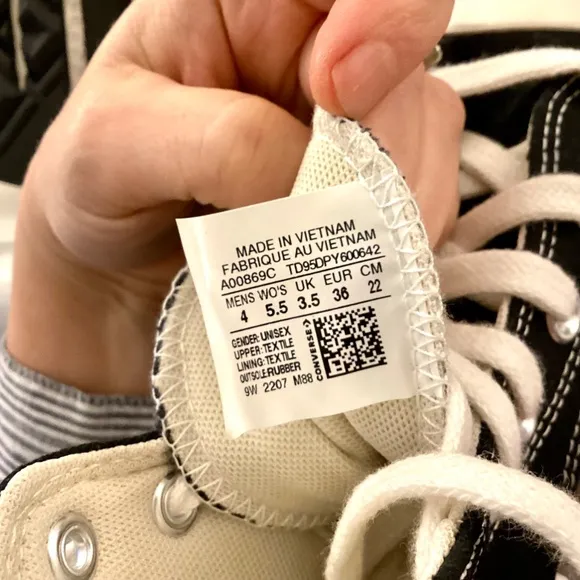 MADE IN VIETNAM
FABRIQUE AU VIETNAM
A00869C TD95DPY600642
MENS WO'S UK EUR CM
4 5.5 3.5 36 22
GENDER: UNISEX
UPPER: TEXTILE
LINING: TEXTILE
OUTSOLE: RUBBER
9W 2207 M88
CONVERSE